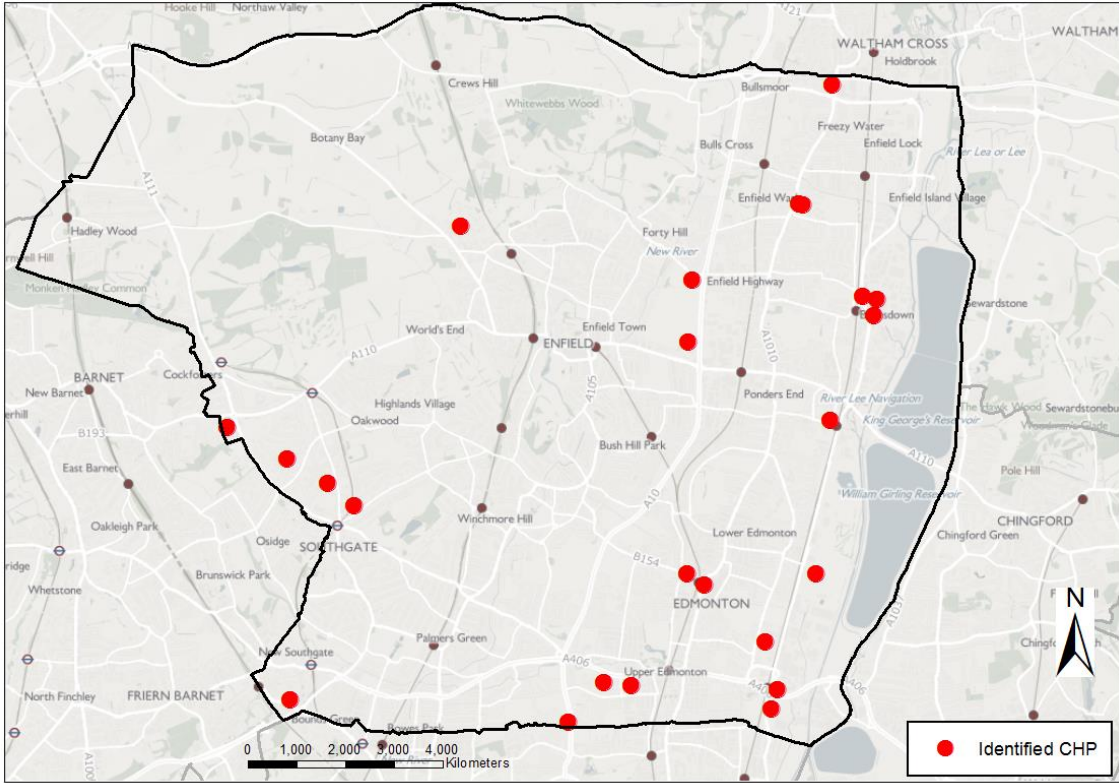 Hooke Hill
Northaw Valley
A121
WALTHAM CROSS
Holdbrook
WALTHAM
Crews Hill
Bullsmoor
Whitewebbs Wood
Botany Bay
Freezy Water
Bulls Cross
Enfield Lock
River Lea or Lee
A111
Enfield Island Village
Hadley Wood
Forty Hill
New River
Enfield Highway
Sewardstone
World's End
Enfield Town
ENFIELD
A110
A1010
Cockfosters
BARNET
New Barnet
A105
Highlands Village
Oakwood
Ponders End
River Lee Navigation
King George's Reservoir
The Hawk Wood
B193
Bush Hill Park
A110
East Barnet
Pole Hill
A10
William Girling Reservoir
Oakleigh Park
Winchmore Hill
CHINGFORD
Osidge
SOUTHGATE
Lower Edmonton
Chingford Green
Brunswick Park
B154
Whetstone
EDMONTON
A1037
N
Palmers Green
New Southgate
A406
Upper Edmonton
A406
North Finchley
FRIERN BARNET
Bounds Green
Bowes Park
New River
0 1,000 2,000 3,000 4,000
Kilometers
Identified CHP